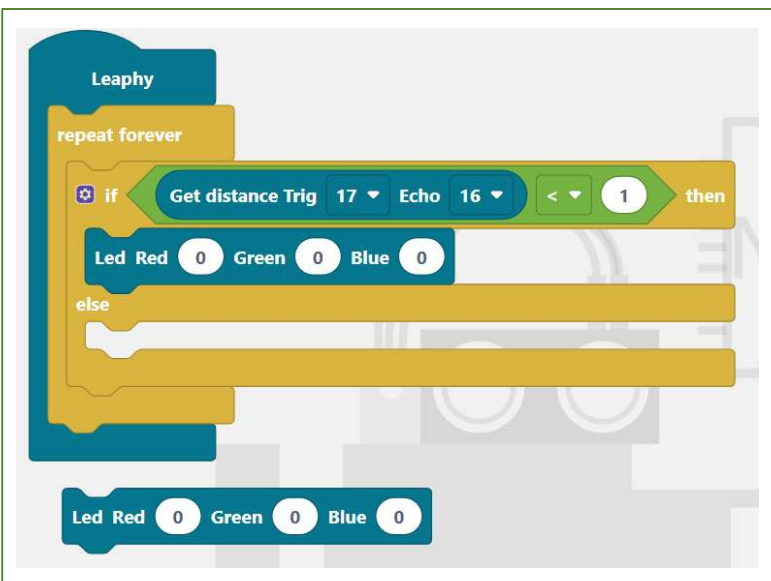 Leaphy
repeat forever
if Get distance Trig 17 Echo 16 < 1 then
Led Red 0 Green 0 Blue 0
else
Led Red 0 Green 0 Blue 0